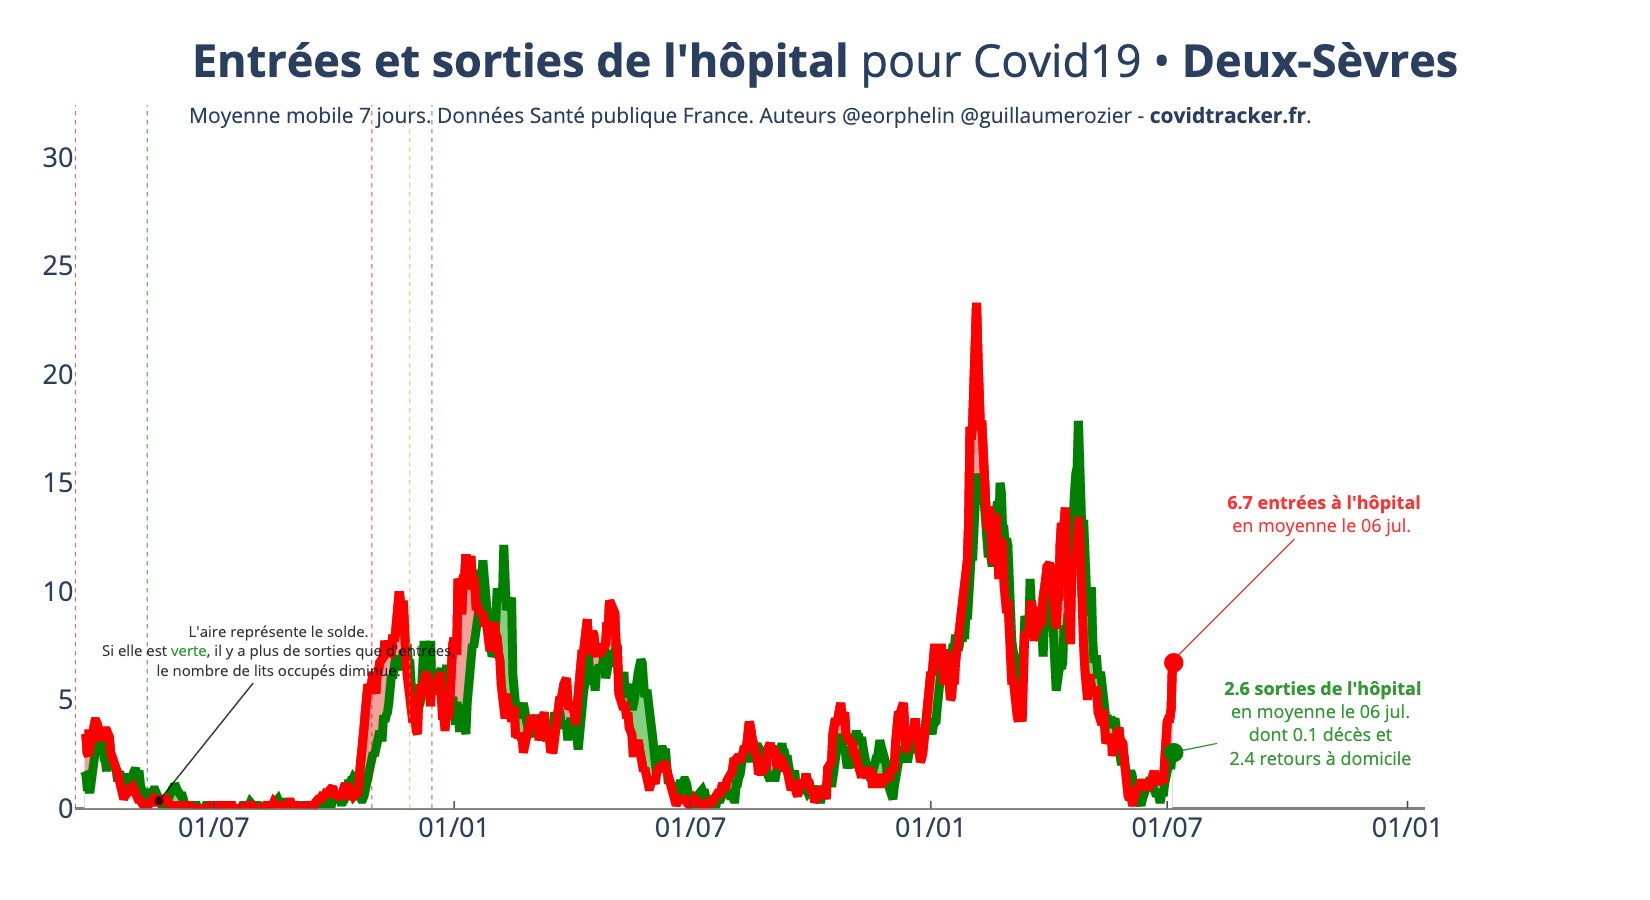 Entrées et sorties de l'hôpital pour Covid19 • Deux-Sèvres
Moyenne mobile 7 jours. Données Santé publique France. Auteurs @eorphelin @guillaumerozier - covidtracker.fr.
30
25
20
15
10
5
0
L'aire représente le solde.
Si elle est verte, il y a plus de sorties que d'entrées,
le nombre de lits occupés diminue.
6.7 entrées à l'hôpital
en moyenne le 06 jul.
2.6 sorties de l'hôpital
en moyenne le 06 jul.
dont 0.1 décès et
2.4 retours à domicile
01/07
01/01
01/07
01/01
01/07
01/01